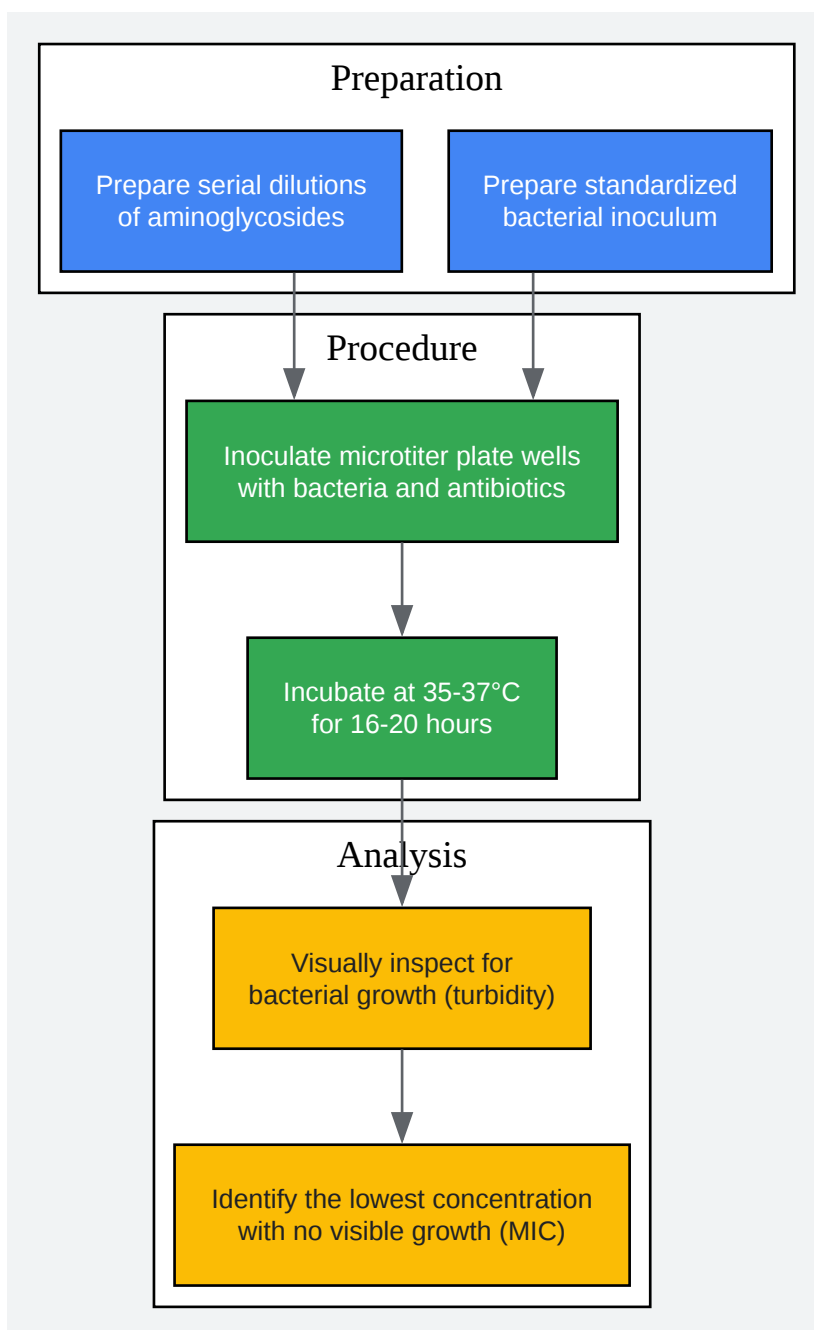 Preparation
Prepare serial dilutions
of aminoglycosides
Prepare standardized
bacterial inoculum
Procedure
Inoculate microtiter plate wells
with bacteria and antibiotics
Incubate at 35-37°C
for 16-20 hours
Analysis
Visually inspect for
bacterial growth (turbidity)
Identify the lowest concentration
with no visible growth (MIC)